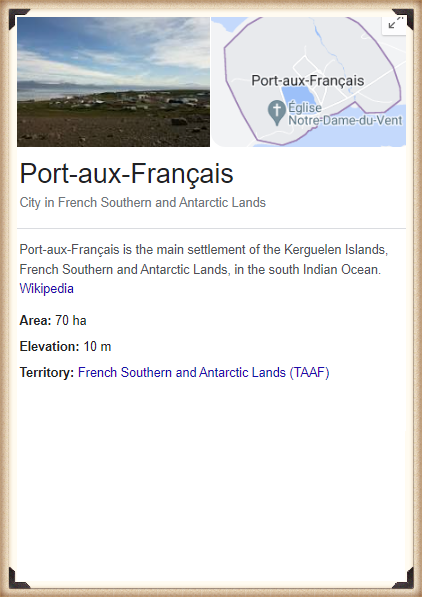 Port-aux-Français
Église
Notre-Dame-du-Vent
Port-aux-Français
City in French Southern and Antarctic Lands
Port-aux-Français is the main settlement of the Kerguelen Islands,
French Southern and Antarctic Lands, in the south Indian Ocean.
Wikipedia
Area: 70 ha
Elevation: 10 m
Territory: French Southern and Antarctic Lands (TAAF)